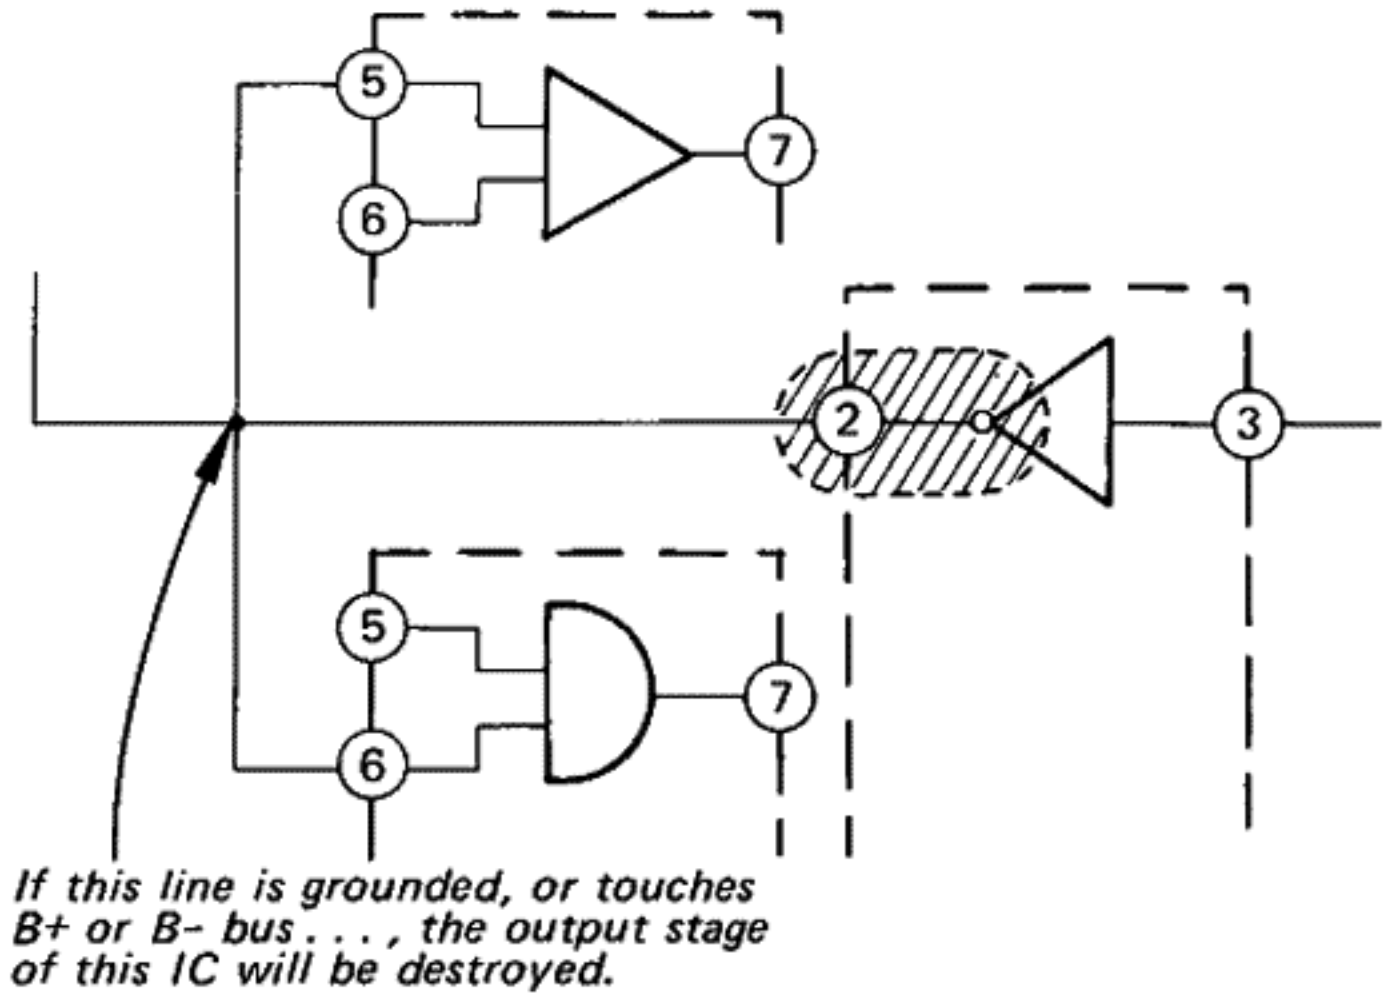 5
7
6
2
3
5
7
6
If this line is grounded, or touches
B+ or B- bus . . . , the output stage
of this IC will be destroyed.